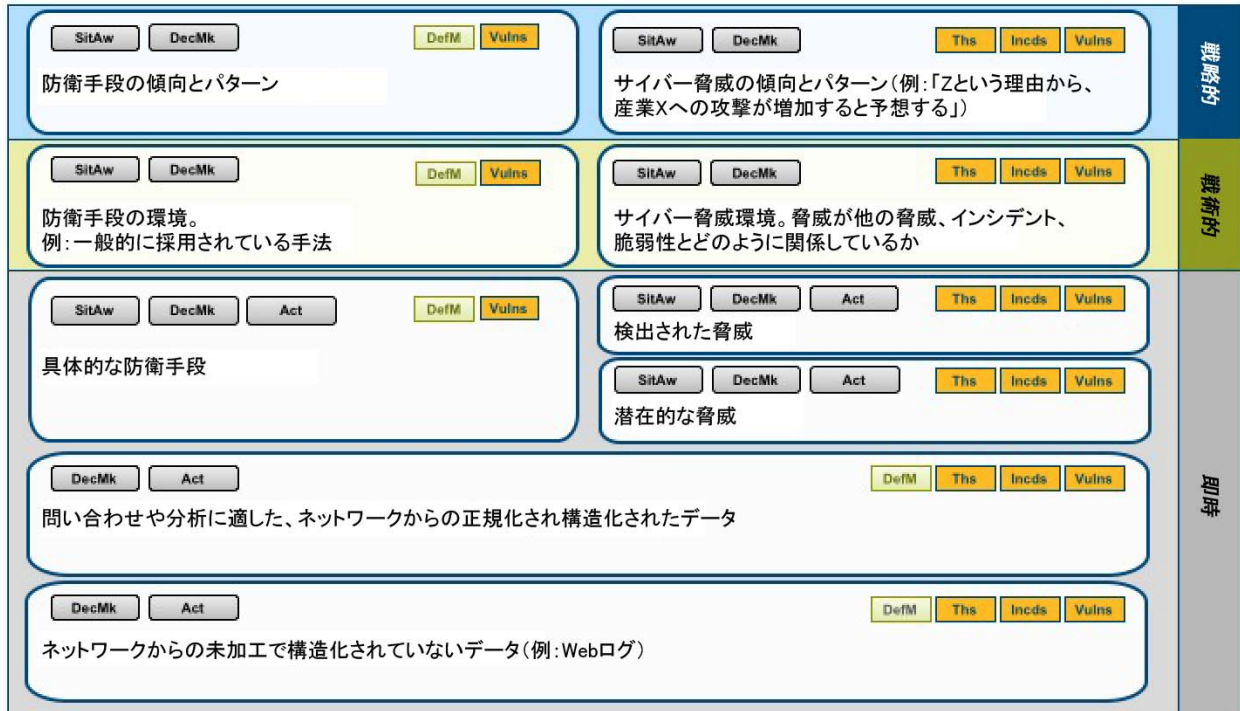 SitAw DecMk DefM Vulns
防衛手段の傾向とパターン
SitAw DecMk Ths Incds Vulns
サイバー脅威の傾向とパターン(例:「Zという理由から、
産業Xへの攻撃が増加すると予想する」)
戦略的
SitAw DecMk DefM Vulns
防衛手段の環境。
例:一般的に採用されている手法
SitAw DecMk Ths Incds Vulns
サイバー脅威環境。脅威が他の脅威、インシデント、
脆弱性とどのように関係しているか
戦術的
SitAw DecMk Act DefM Vulns
具体的な防衛手段
SitAw DecMk Act Ths Incds Vulns
検出された脅威
SitAw DecMk Act Ths Incds Vulns
潜在的な脅威
DecMk Act DefM Ths Incds Vulns
問い合わせや分析に適した、ネットワークからの正規化され構造化されたデータ
DecMk Act DefM Ths Incds Vulns
ネットワークからの未加工で構造化されていないデータ(例:Webログ)
即時